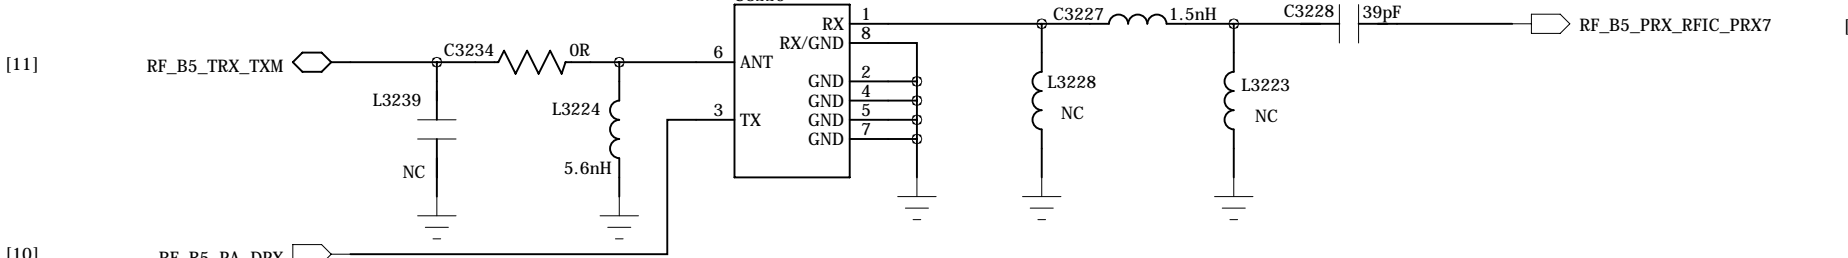 RX 1
C3227 1.5nH
C3228 39pF
RF_B5_PRX_RFIC_PRX7
RX/GND 8
[11]
RF_B5_TRX_TXM
C3234 0R
6 ANT
GND 2
L3239
L3224
3 TX
GND 4
GND 5
GND 7
L3228
NC
L3223
NC
NC
5.6nH
[10]
RF_B5_PA_DPX